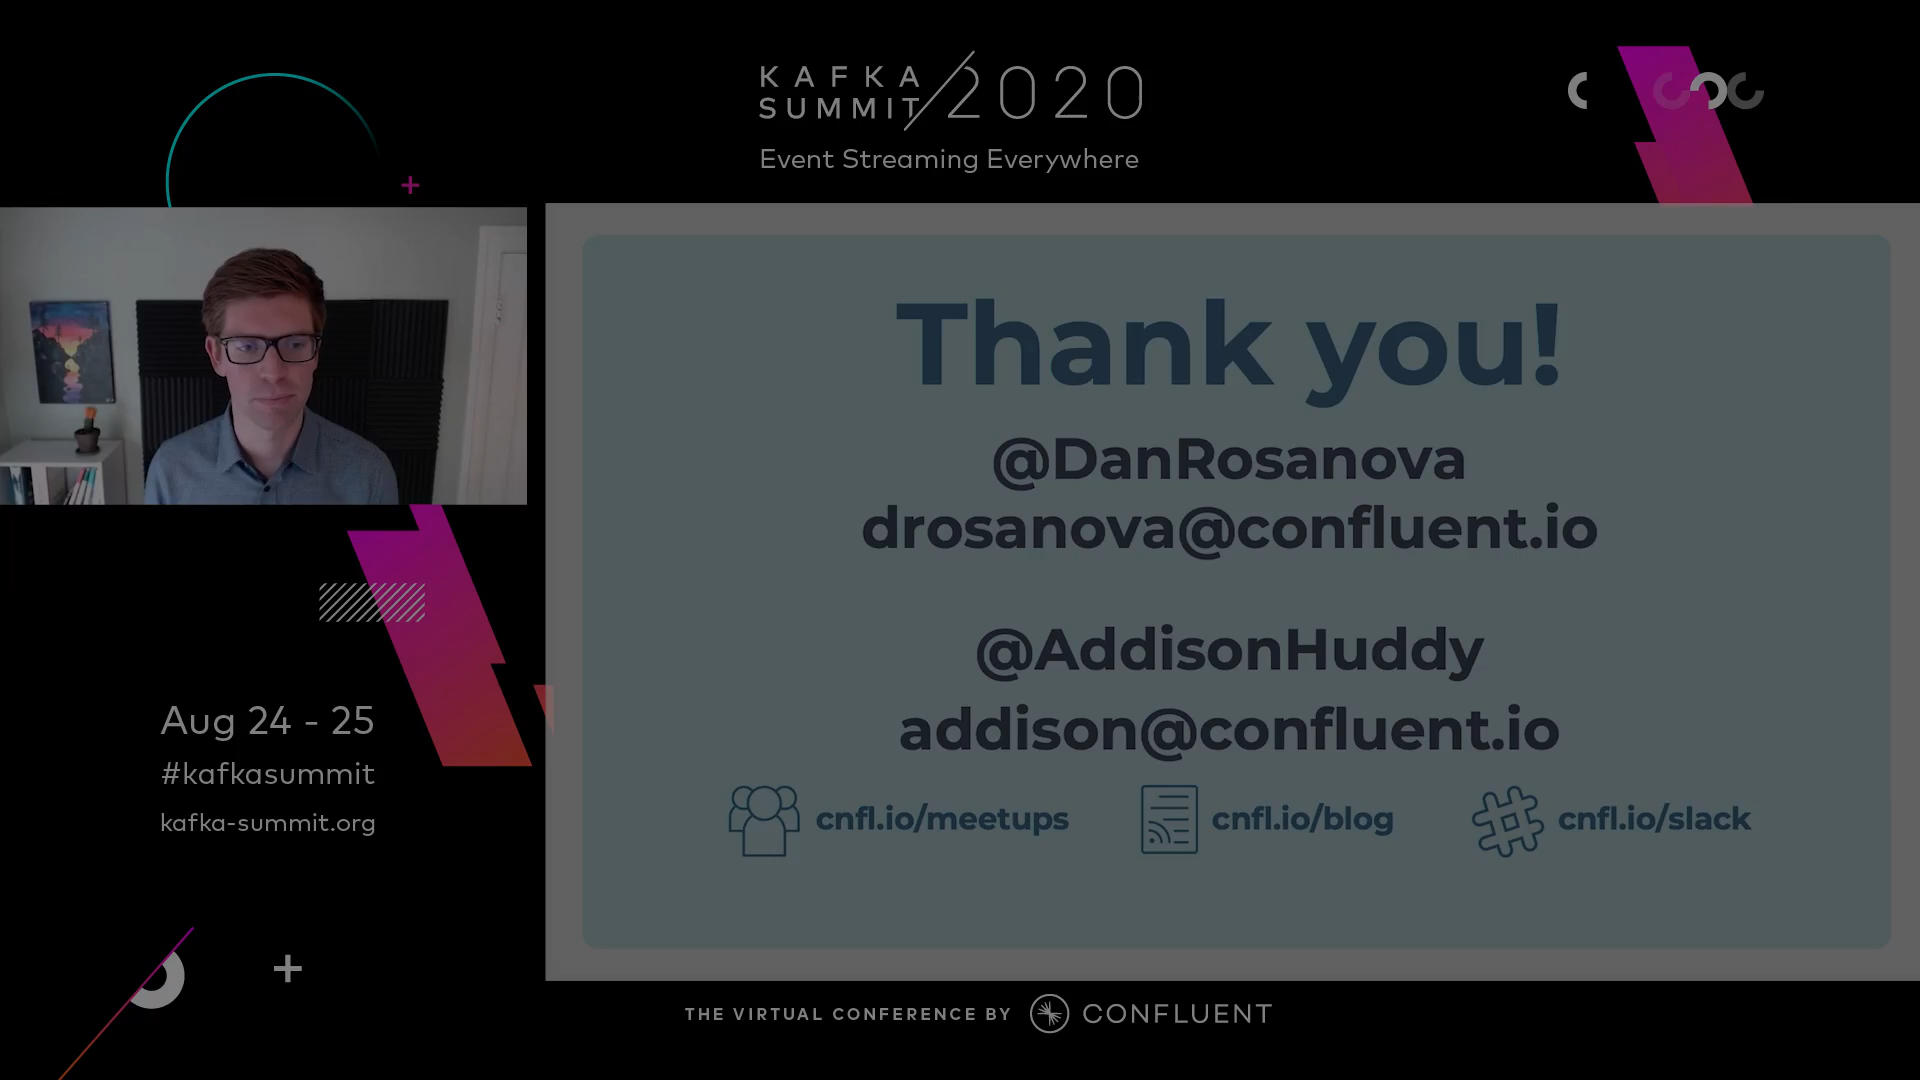 KAFKA
SUMMIT
2020
Event Streaming Everywhere
Thank you!
@DanRosanova
drosanova@confluent.io
@AddisonHuddy
addison@confluent.io
cnfl.io/meetups
cnfl.io/blog
cnfl.io/slack
Aug 24 - 25
#kafkasummit
kafka-summit.org
THE VIRTUAL CONFERENCE BY CONFLUENT